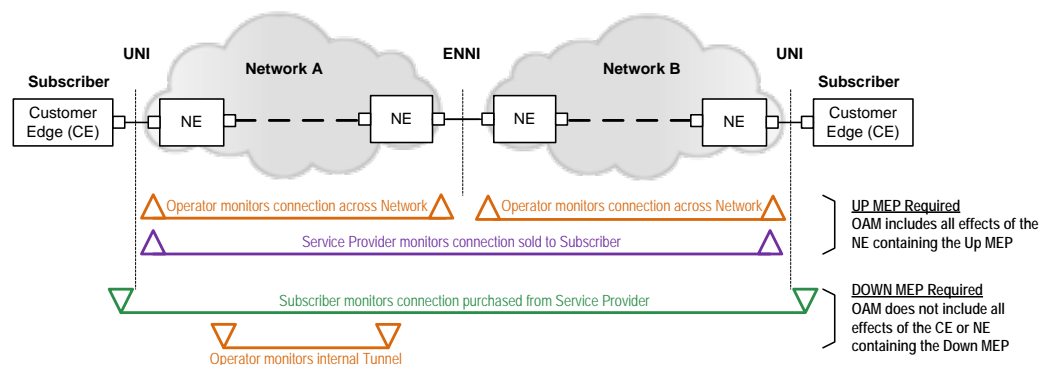 UNI
ENNI
UNI
Network A
Network B
Subscriber
Subscriber
Customer
Edge (CE)
NE
NE
NE
NE
Customer
Edge (CE)
Operator monitors connection across Network
Operator monitors connection across Network
UP MEP Required
OAM includes all effects of the
NE containing the Up MEP
Service Provider monitors connection sold to Subscriber
Subscriber monitors connection purchased from Service Provider
DOWN MEP Required
OAM does not include all
effects of the CE or NE
containing the Down MEP
Operator monitors internal Tunnel